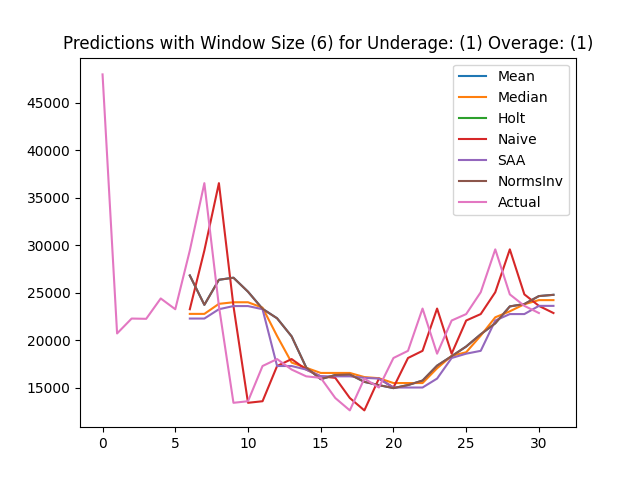 Predictions with Window Size (6) for Underage: (1) Overage: (1)
Mean
Median
Holt
Naive
SAA
NormsInv
Actual
45000
40000
35000
30000
25000
20000
15000
0 5 10 15 20 25 30